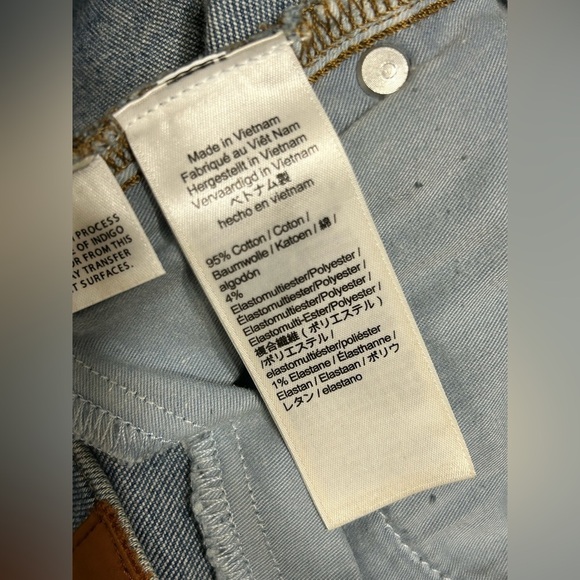 Made in Vietnam
Fabriqué au Việt Nam
Hergestellt in Vietnam
Vervaardigd in Vietnam
ベトナム製
hecho en vietnam
95% Cotton / Coton /
Baumwolle / Katoen / 綿 /
algodón
4%
Elastomultiester/Polyester /
Élastomultiester/Polyester /
Elastomultiester/Polyester /
Elastomulti-Ester/Polyester /
複合繊維 (ポリエステル)
/ポリエステル /
elastomultiéster/poliéster
1% Elastane / Élasthanne /
Elastan / Elastaan / ポリウ
レタン / elastano
PROCESS
E OF INDIGO
OR FROM THIS
AY TRANSFER
T SURFACES.